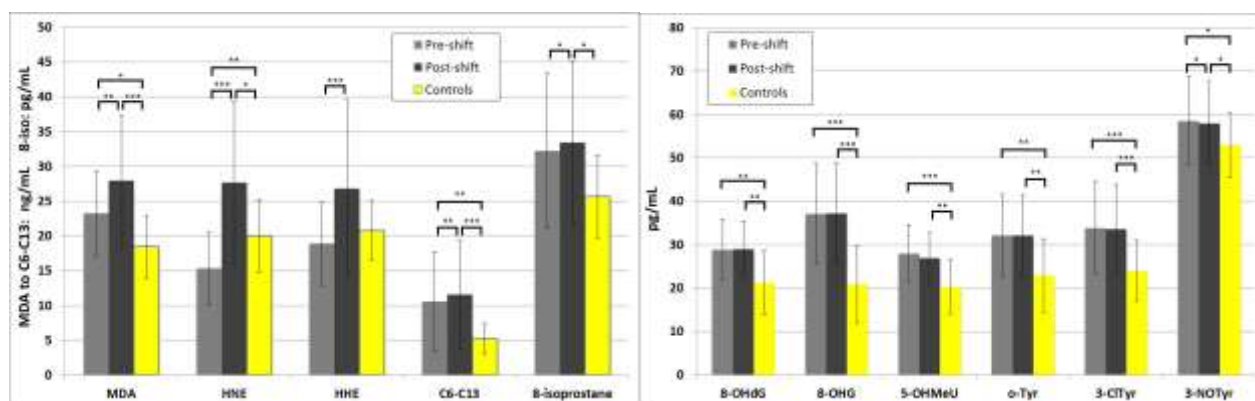 MDA to C6-C13: ng/mL 8-iso: pg/mL
50
45
40
35
30
25
20
15
10
5
0
Pre-shift
Post-shift
Controls
* ** ***
** *** *
***
** ** ***
* *
MDA HNE HHE C6-C13 8-isoprostane
pg/mL
80
70
60
50
40
30
20
10
0
Pre-shift
Post-shift
Controls
** **
*** ***
*** **
** **
*** ***
* * *
8-OHdG 8-OHG 5-OHMeU o-Tyr 3-ClTyr 3-NOTyr